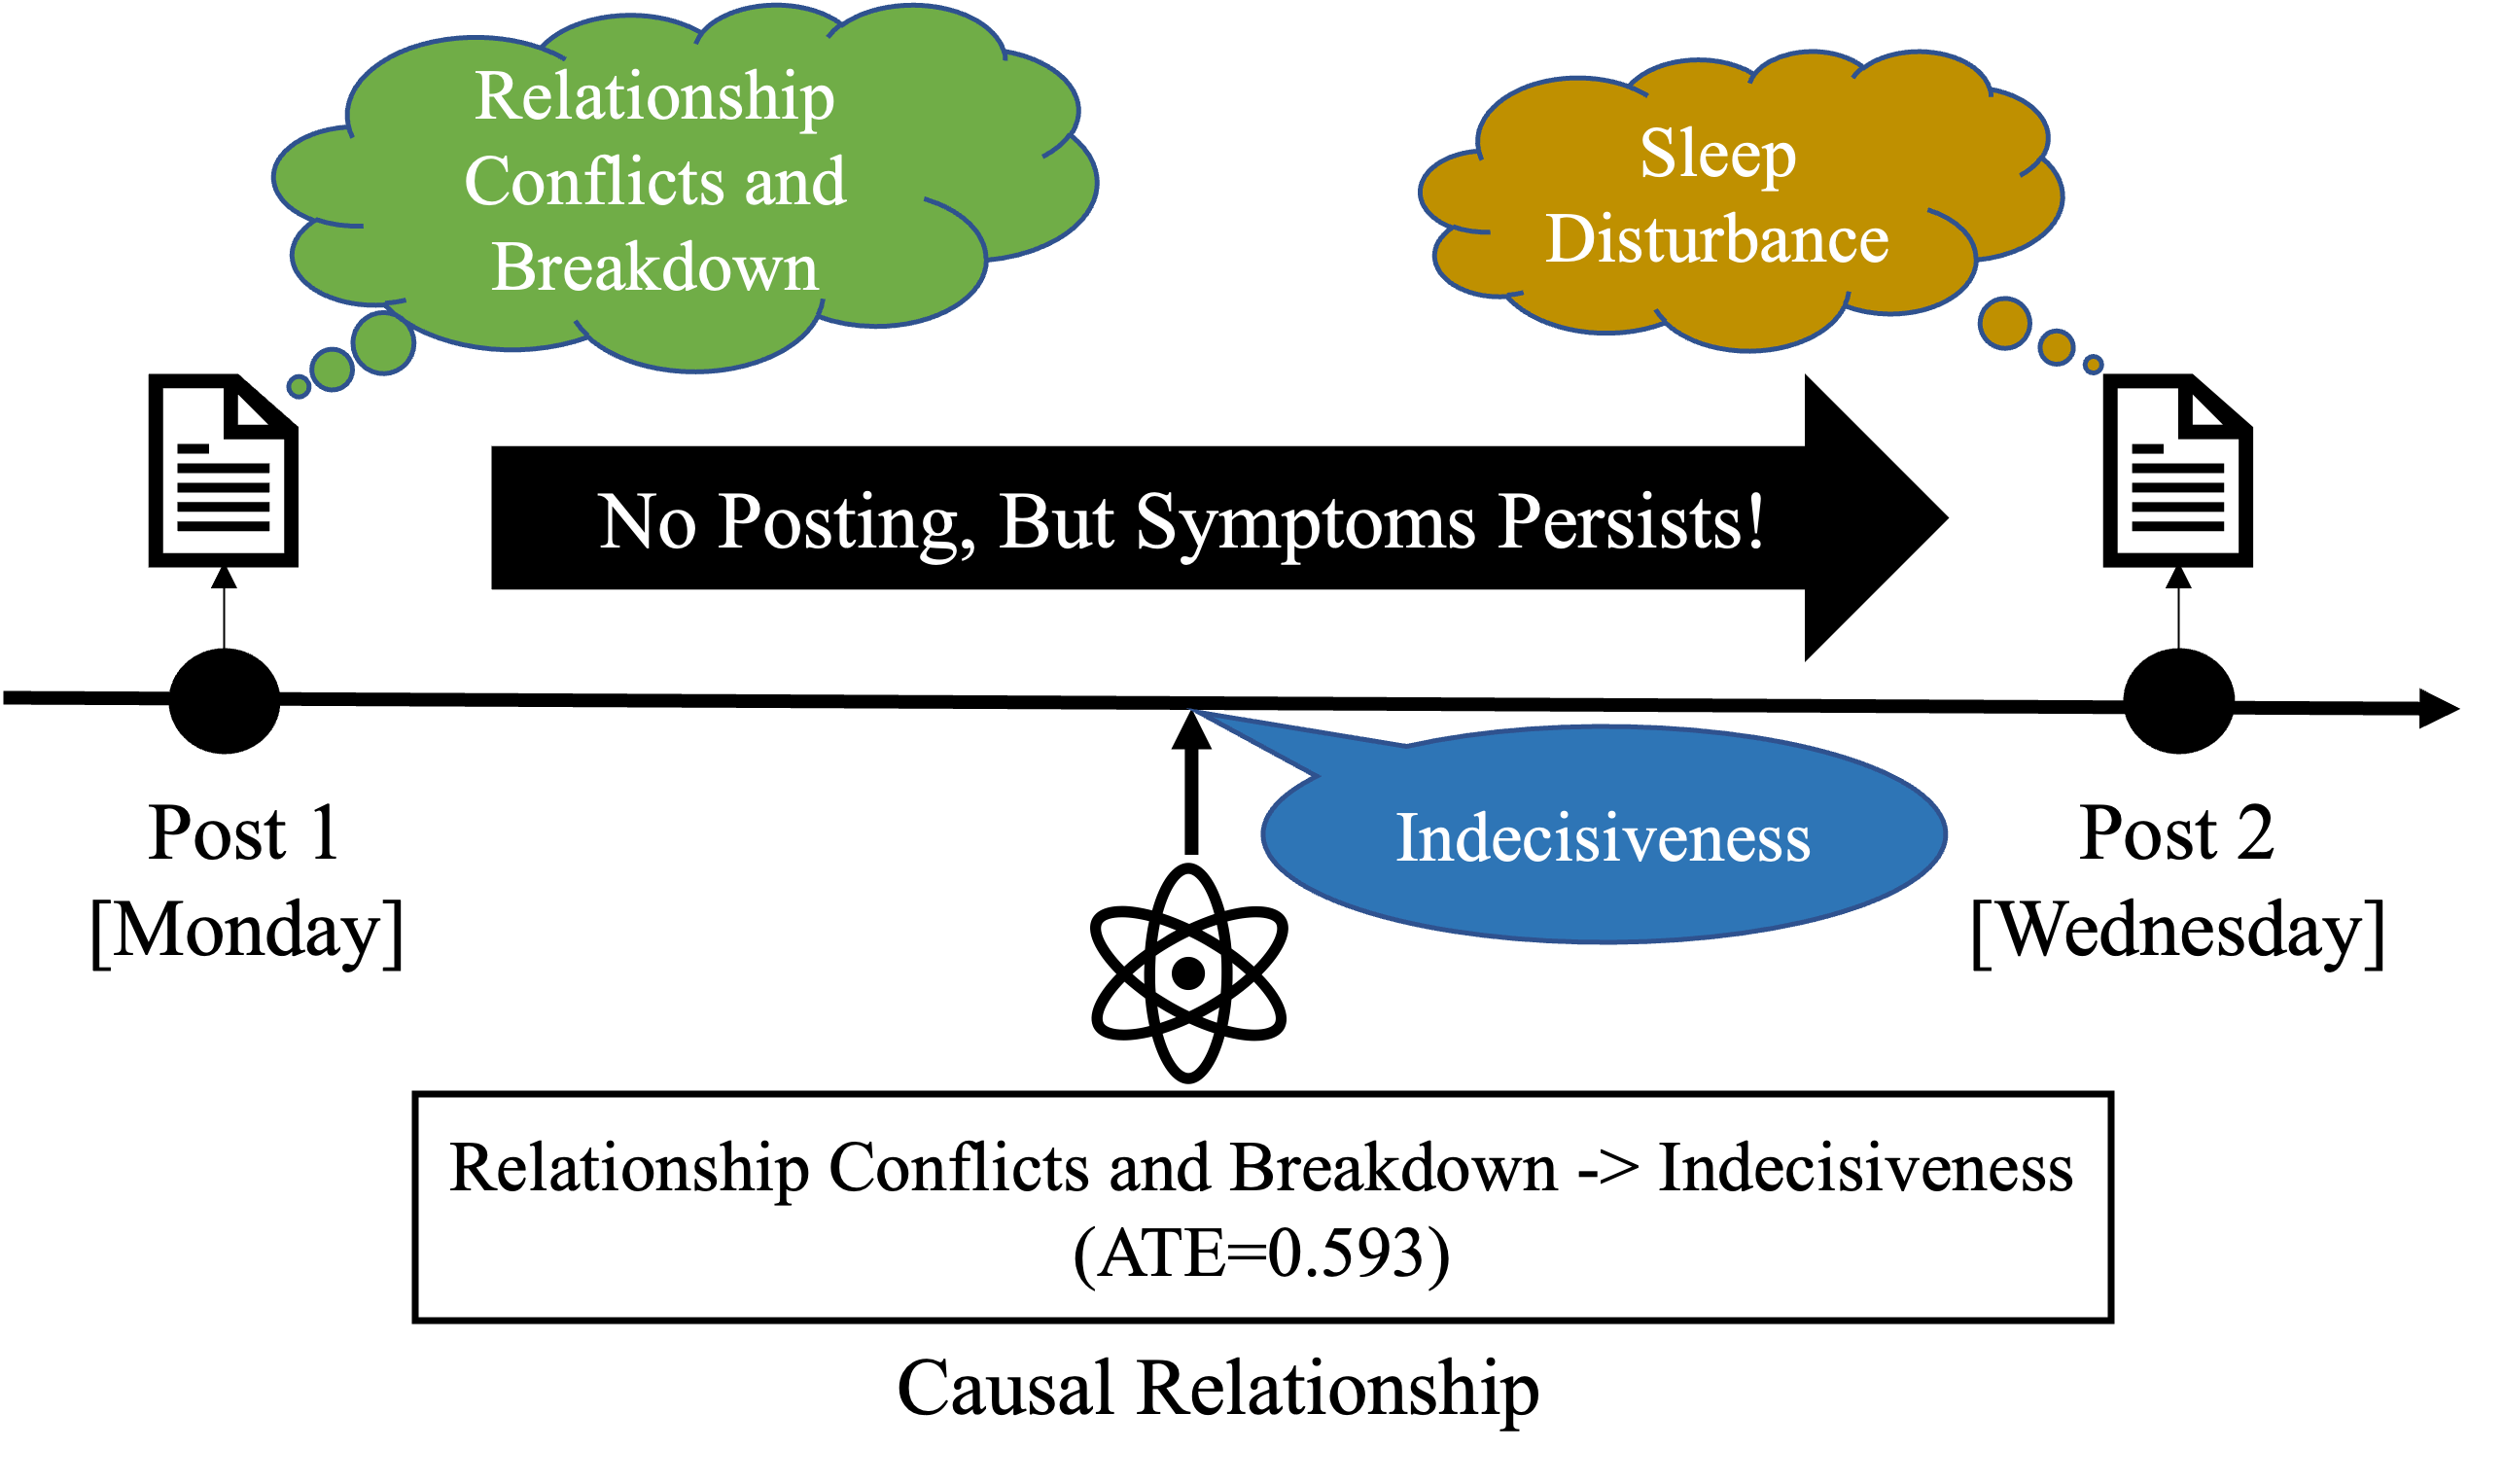 Relationship
Conflicts and
Breakdown
Sleep
Disturbance
No Posting, But Symptoms Persists!
Indecisiveness
Post 1
[Monday]
Post 2
[Wednesday]
Relationship Conflicts and Breakdown -> Indecisiveness
(ATE=0.593)
Causal Relationship